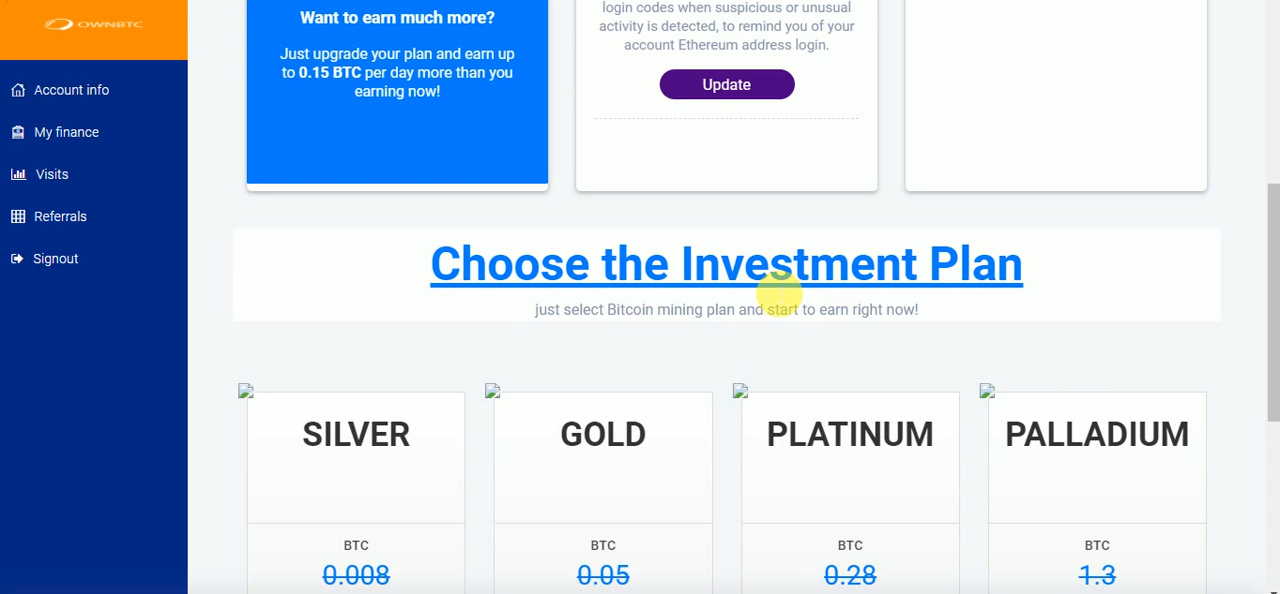 OWNBTC
Account info
My finance
Visits
Referrals
Signout
Want to earn much more?
Just upgrade your plan and earn up
to 0.15 BTC per day more than you
earning now!
login codes when suspicious or unusual
activity is detected, to remind you of your
account Ethereum address login.
Update
Choose the Investment Plan
just select Bitcoin mining plan and start to earn right now!
SILVER
BTC
0.008
GOLD
BTC
0.05
PLATINUM
BTC
0.28
PALLADIUM
BTC
1.3